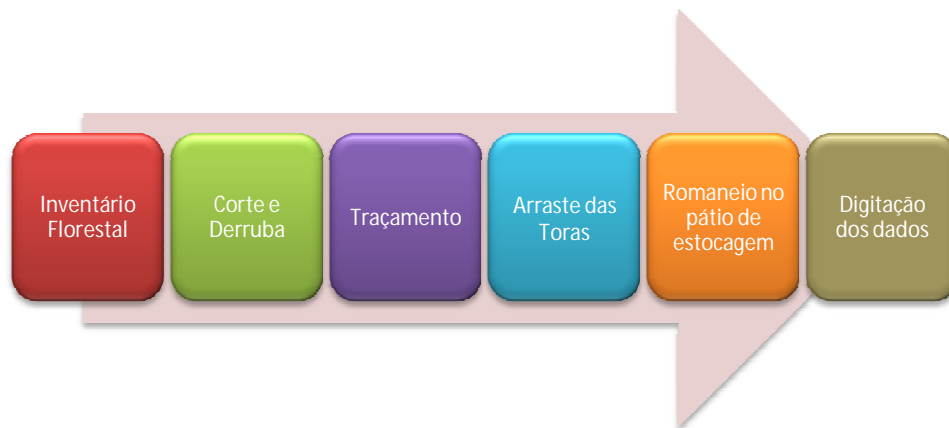 Inventário
Florestal
Corte e
Derruba
Traçamento
Arraste das
Toras
Romaneio no
pátio de
estocagem
Digitação
dos dados